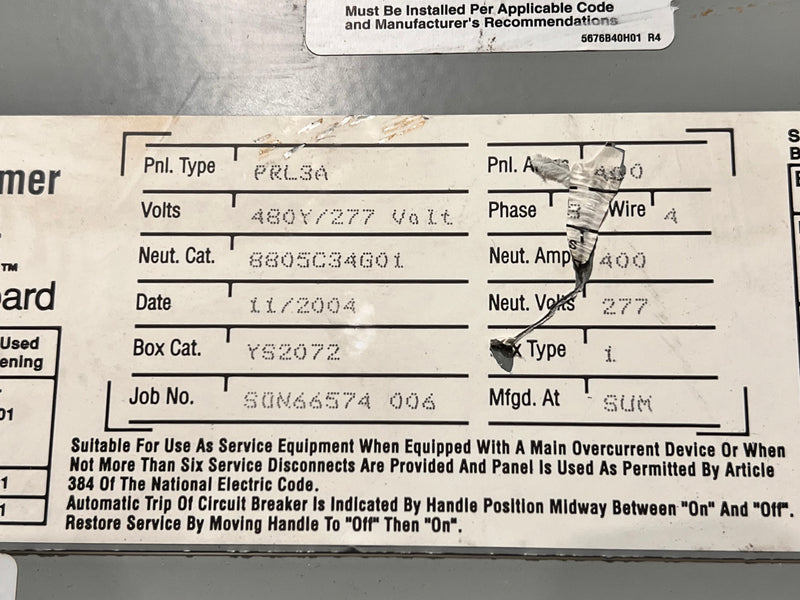 Must Be Installed Per Applicable Code
and Manufacturer's Recommendations
5676B40H01 R4
mer
™
ard
Used
ening
01
1
1
Pnl. Type PRL3A
Volts 480Y/277 Volt
Neut. Cat. 8805C34G01
Date 11/2004
Box Cat. YS2072
Job No. SON66574 006
Pnl. 400
Phase 3 Wire 4
Neut. Amp 400
Neut. Volts 277
Type 1
Mfgd. At SUM
Suitable For Use As Service Equipment When Equipped With A Main Overcurrent Device Or When
Not More Than Six Service Disconnects Are Provided And Panel Is Used As Permitted By Article
384 Of The National Electric Code.
Automatic Trip Of Circuit Breaker Is Indicated By Handle Position Midway Between "On" And "Off".
Restore Service By Moving Handle To "Off" Then "On".
S
B